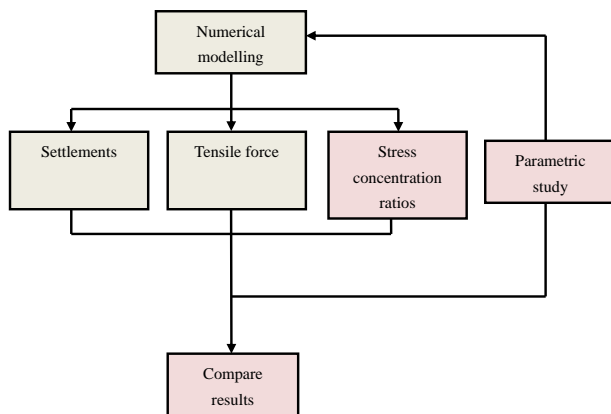 Numerical
modelling
Settlements
Tensile force
Stress
concentration
ratios
Parametric
study
Compare
results